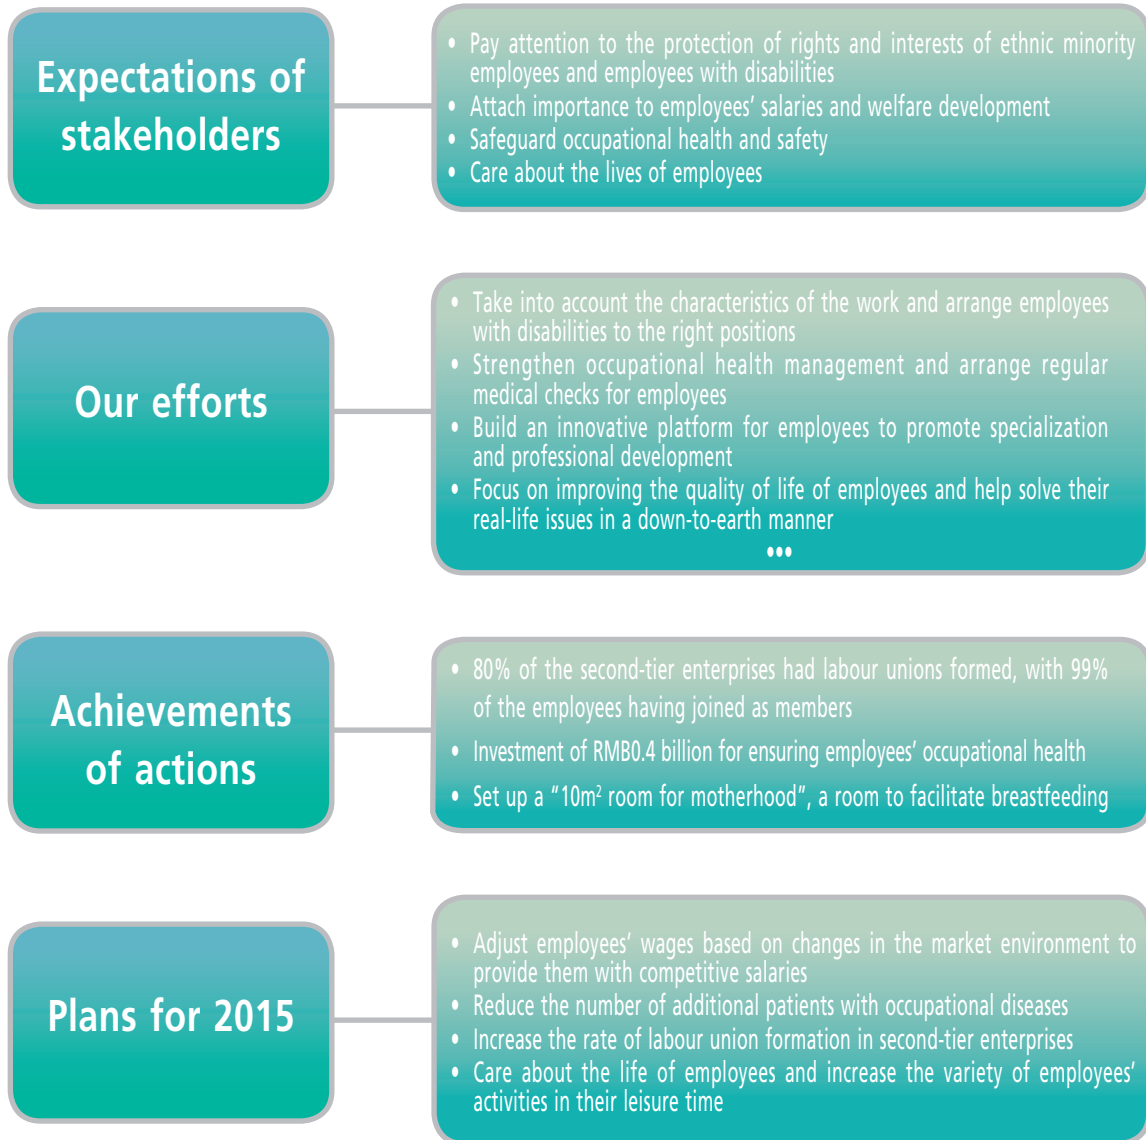 Expectations of
stakeholders
• Pay attention to the protection of rights and interests of ethnic minority
employees and employees with disabilities
• Attach importance to employees’ salaries and welfare development
• Safeguard occupational health and safety
• Care about the lives of employees
Our efforts
• Take into account the characteristics of the work and arrange employees
with disabilities to the right positions
• Strengthen occupational health management and arrange regular
medical checks for employees
• Build an innovative platform for employees to promote specialization
and professional development
• Focus on improving the quality of life of employees and help solve their
real-life issues in a down-to-earth manner
•••
Achievements
of actions
• 80% of the second-tier enterprises had labour unions formed, with 99%
of the employees having joined as members
• Investment of RMB0.4 billion for ensuring employees’ occupational health
• Set up a “10m² room for motherhood”, a room to facilitate breastfeeding
Plans for 2015
• Adjust employees’ wages based on changes in the market environment to
provide them with competitive salaries
• Reduce the number of additional patients with occupational diseases
• Increase the rate of labour union formation in second-tier enterprises
• Care about the life of employees and increase the variety of employees’
activities in their leisure time